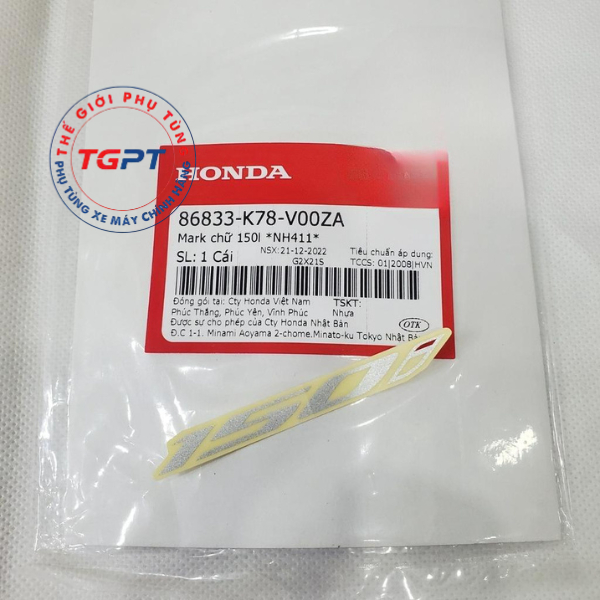 THẾ GIỚI PHỤ TÙNG
TGPT
PHỤ TÙNG XE MÁY CHÍNH HÃNG
HONDA
86833-K78-V00ZA
Mark chữ 150i *NH411*
SL: 1 Cái
NSX:21-12-2022
G2X21S
Tiêu chuẩn áp dụng:
TCCS: 01|2008|HVN
Đóng gói tại: Cty Honda Việt Nam
Phúc Thắng, Phúc Yên, Vĩnh Phúc
Được sự cho phép của Cty Honda Nhật Bản
Đ.C 1-1. Minami Aoyama 2-chome.Minato-ku Tokyo Nhật Bản
TSKT:
Nhựa
OTK
150i